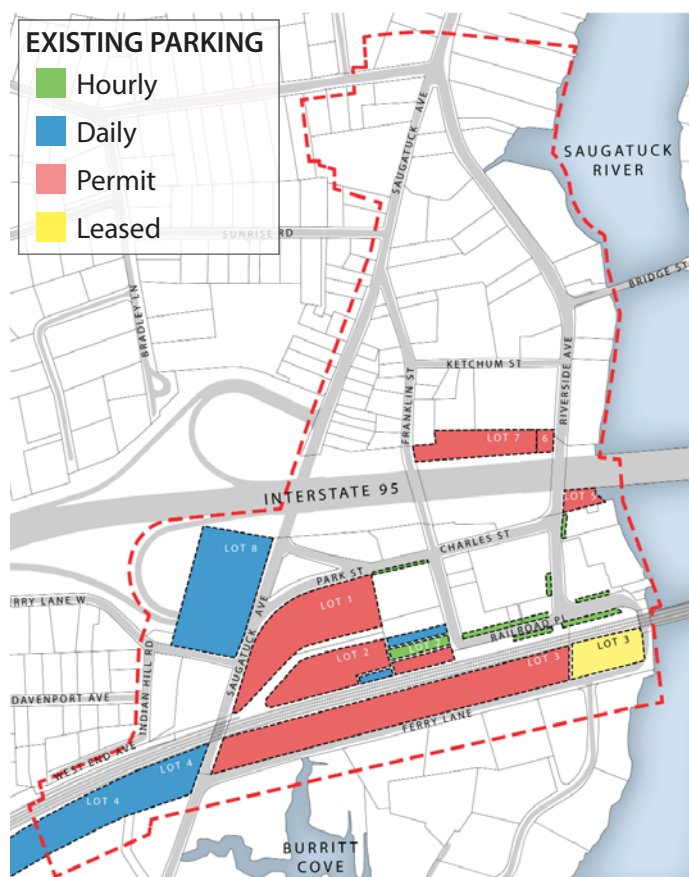 EXISTING PARKING
Hourly
Daily
Permit
Leased
SAUGATUCK AVE
SAUGATUCK
RIVER
SUNRISE RD
BRIDGE ST
BRADLEY LN
KETCHUM ST
RIVERSIDE AVE
FRANKLIN ST
LOT 7
6
INTERSTATE 95
LOT 5
LOT 8
CHARLES ST
PARK ST
RRY LANE W
LOT 1
SAUGATUCK AVE
RAILROAD PL
LOT 2
LOT 3
LOT 3
INDIAN HILL RD
DAVENPORT AVE
FERRY LANE
WEST END AVE
LOT 4
LOT 4
BURRITT
COVE